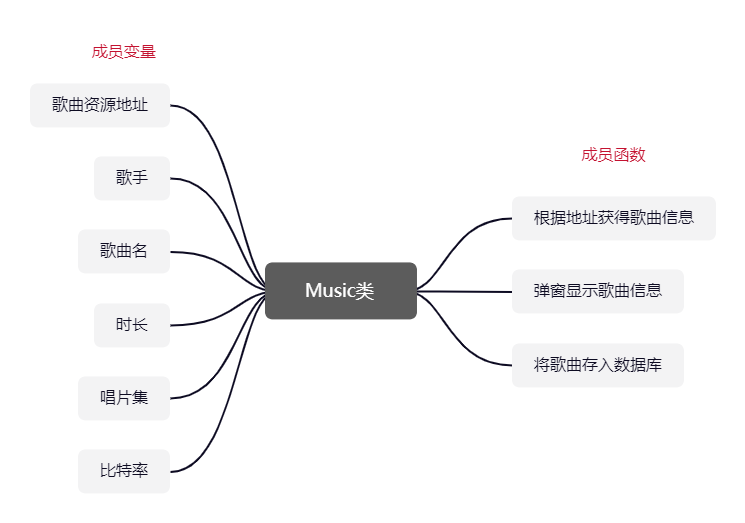 成员变量
歌曲资源地址
歌手
歌曲名
时长
唱片集
比特率
Music类
成员函数
根据地址获得歌曲信息
弹窗显示歌曲信息
将歌曲存入数据库